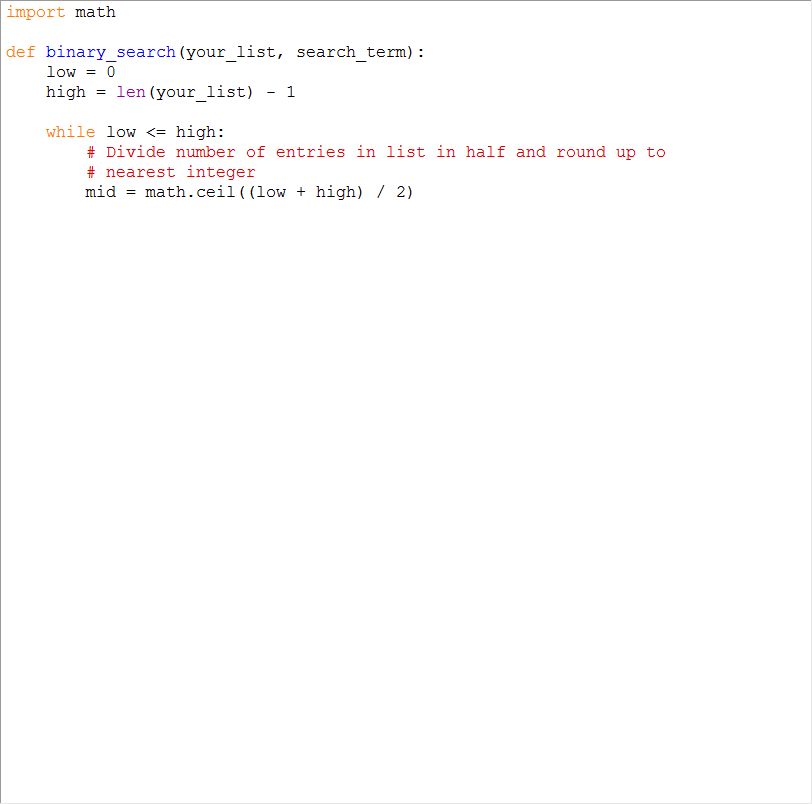 import math
def binary_search(your_list, search_term):
    low = 0
    high = len(your_list) - 1
    while low <= high:
        # Divide number of entries in list in half and round up to
        # nearest integer
        mid = math.ceil((low + high) / 2)